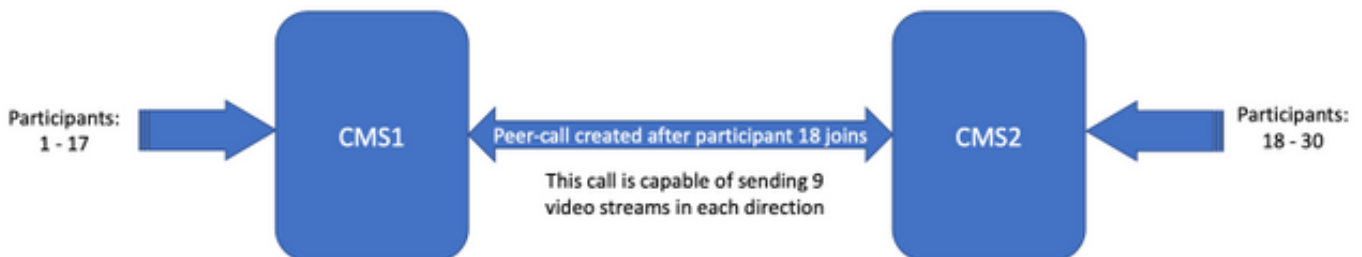 Participants:
1 - 17
CMS1
Peer-call created after participant 18 joins
This call is capable of sending 9
video streams in each direction
CMS2
Participants:
18 - 30